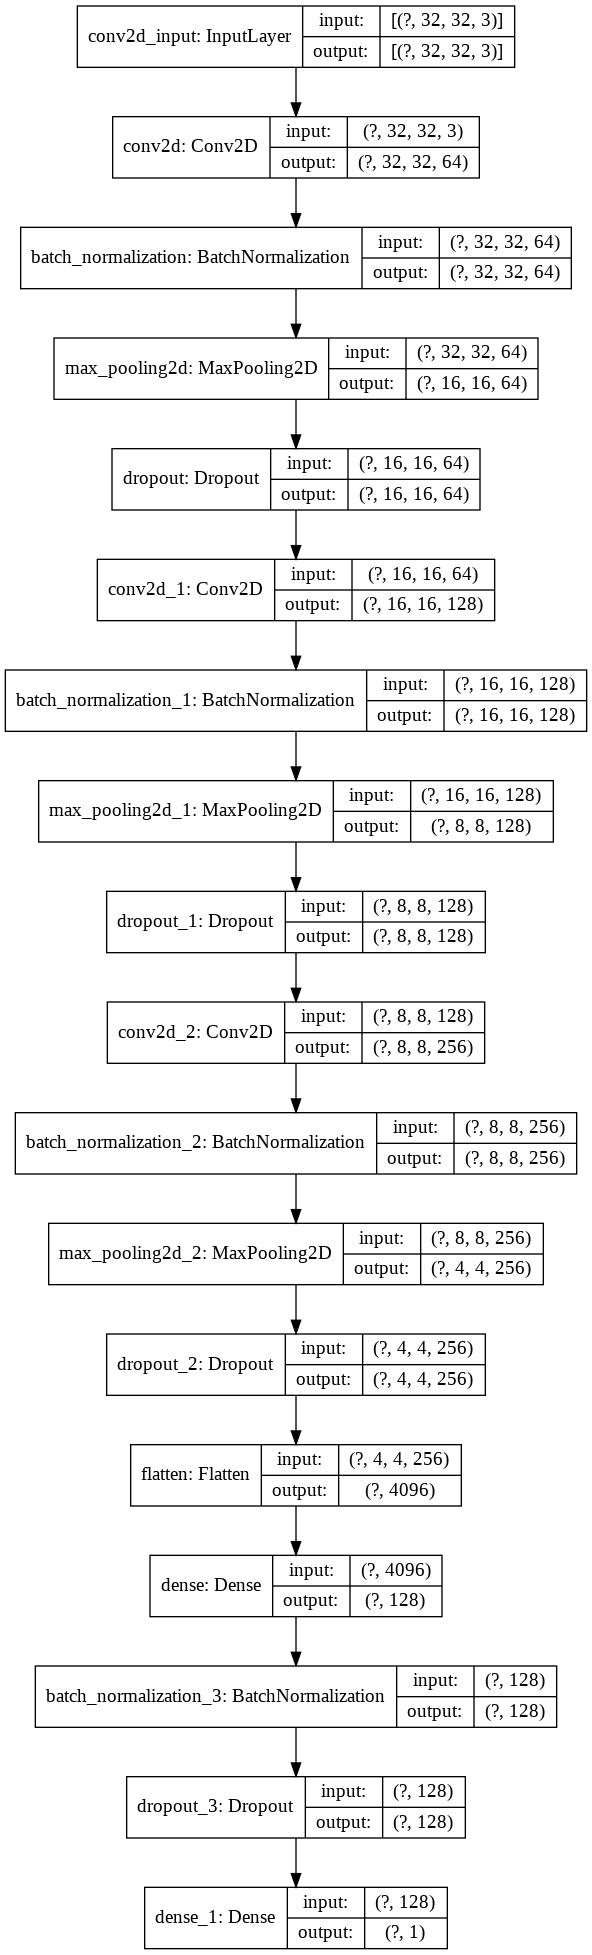 conv2d_input: InputLayer
input: [(?, 32, 32, 3)]
output: [(?, 32, 32, 3)]
conv2d: Conv2D
input: (?, 32, 32, 3)
output: (?, 32, 32, 64)
batch_normalization: BatchNormalization
input: (?, 32, 32, 64)
output: (?, 32, 32, 64)
max_pooling2d: MaxPooling2D
input: (?, 32, 32, 64)
output: (?, 16, 16, 64)
dropout: Dropout
input: (?, 16, 16, 64)
output: (?, 16, 16, 64)
conv2d_1: Conv2D
input: (?, 16, 16, 64)
output: (?, 16, 16, 128)
batch_normalization_1: BatchNormalization
input: (?, 16, 16, 128)
output: (?, 16, 16, 128)
max_pooling2d_1: MaxPooling2D
input: (?, 16, 16, 128)
output: (?, 8, 8, 128)
dropout_1: Dropout
input: (?, 8, 8, 128)
output: (?, 8, 8, 128)
conv2d_2: Conv2D
input: (?, 8, 8, 128)
output: (?, 8, 8, 256)
batch_normalization_2: BatchNormalization
input: (?, 8, 8, 256)
output: (?, 8, 8, 256)
max_pooling2d_2: MaxPooling2D
input: (?, 8, 8, 256)
output: (?, 4, 4, 256)
dropout_2: Dropout
input: (?, 4, 4, 256)
output: (?, 4, 4, 256)
flatten: Flatten
input: (?, 4, 4, 256)
output: (?, 4096)
dense: Dense
input: (?, 4096)
output: (?, 128)
batch_normalization_3: BatchNormalization
input: (?, 128)
output: (?, 128)
dropout_3: Dropout
input: (?, 128)
output: (?, 128)
dense_1: Dense
input: (?, 128)
output: (?, 1)